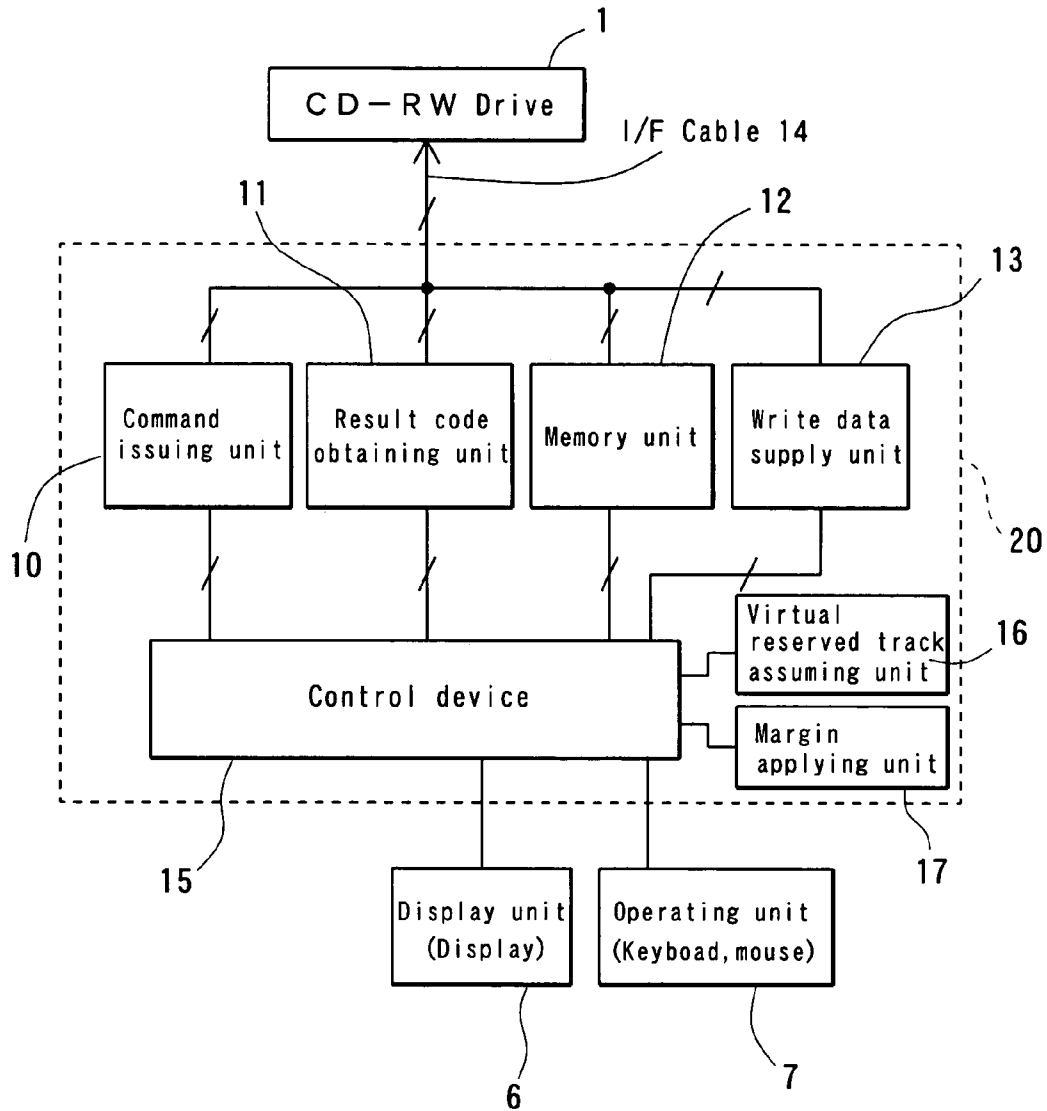 1
CD-RW Drive
I/F Cable 14
11
12
13
Command
issuing unit
Result code
obtaining unit
Memory unit
Write data
supply unit
10
20
Virtual
reserved track
assuming unit
16
Control device
Margin
applying unit
15
17
Display unit
(Display)
Operating unit
(Keyboad,mouse)
6
7